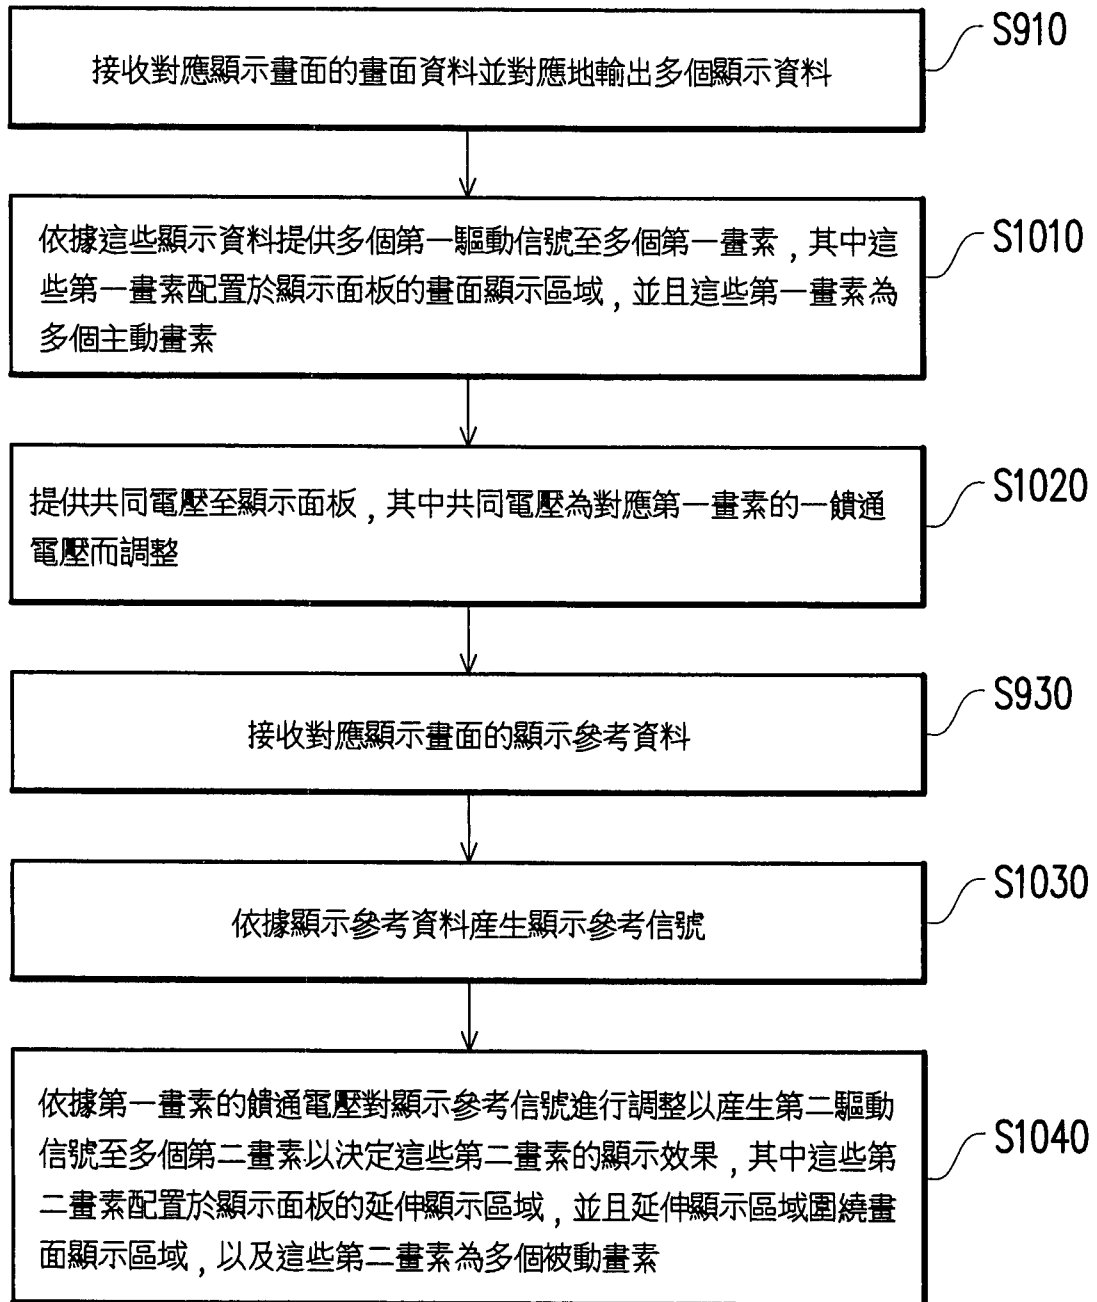 接收對應顯示畫面的畫面資料並對應地輸出多個顯示資料
S910
依據這些顯示資料提供多個第一驅動信號至多個第一畫素，其中這
些第一畫素配置於顯示面板的畫面顯示區域，並且這些第一畫素為
多個主動畫素
S1010
提供共同電壓至顯示面板，其中共同電壓為對應第一畫素的一饋通
電壓而調整
S1020
接收對應顯示畫面的顯示參考資料
S930
依據顯示參考資料產生顯示參考信號
S1030
依據第一畫素的饋通電壓對顯示參考信號進行調整以產生第二驅動
信號至多個第二畫素以決定這些第二畫素的顯示效果，其中這些第
二畫素配置於顯示面板的延伸顯示區域，並且延伸顯示區域圍繞畫
面顯示區域，以及這些第二畫素為多個被動畫素
S1040